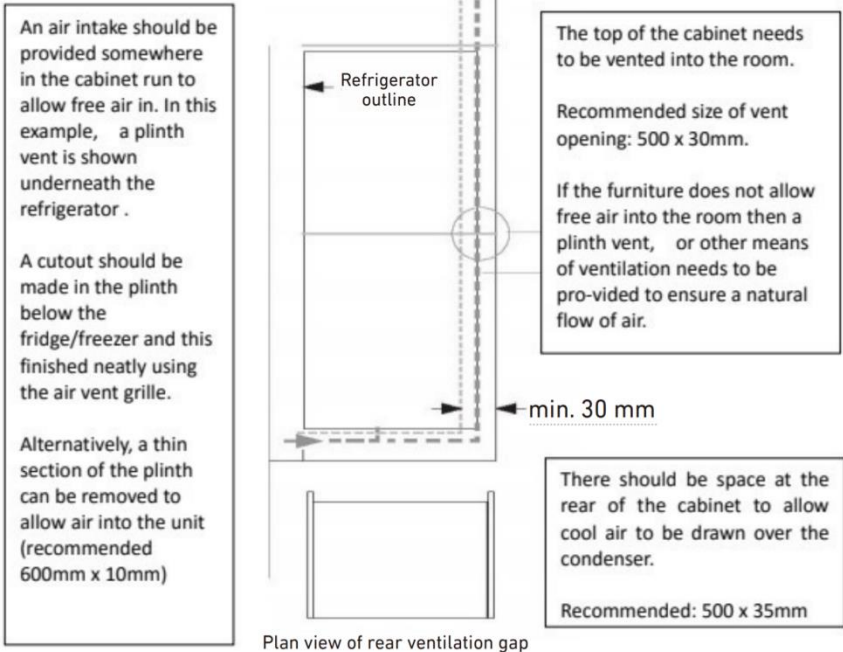 An air intake should be
provided somewhere
in the cabinet run to
allow free air in. In this
example, a plinth
vent is shown
underneath the
refrigerator .
A cutout should be
made in the plinth
below the
fridge/freezer and this
finished neatly using
the air vent grille.
Alternatively, a thin
section of the plinth
can be removed to
allow air into the unit
(recommended
600mm x 10mm)
Refrigerator
outline
min. 30 mm
Plan view of rear ventilation gap
The top of the cabinet needs
to be vented into the room.
Recommended size of vent
opening: 500 x 30mm.
If the furniture does not allow
free air into the room then a
plinth vent, or other means
of ventilation needs to be
pro-vided to ensure a natural
flow of air.
There should be space at the
rear of the cabinet to allow
cool air to be drawn over the
condenser.
Recommended: 500 x 35mm